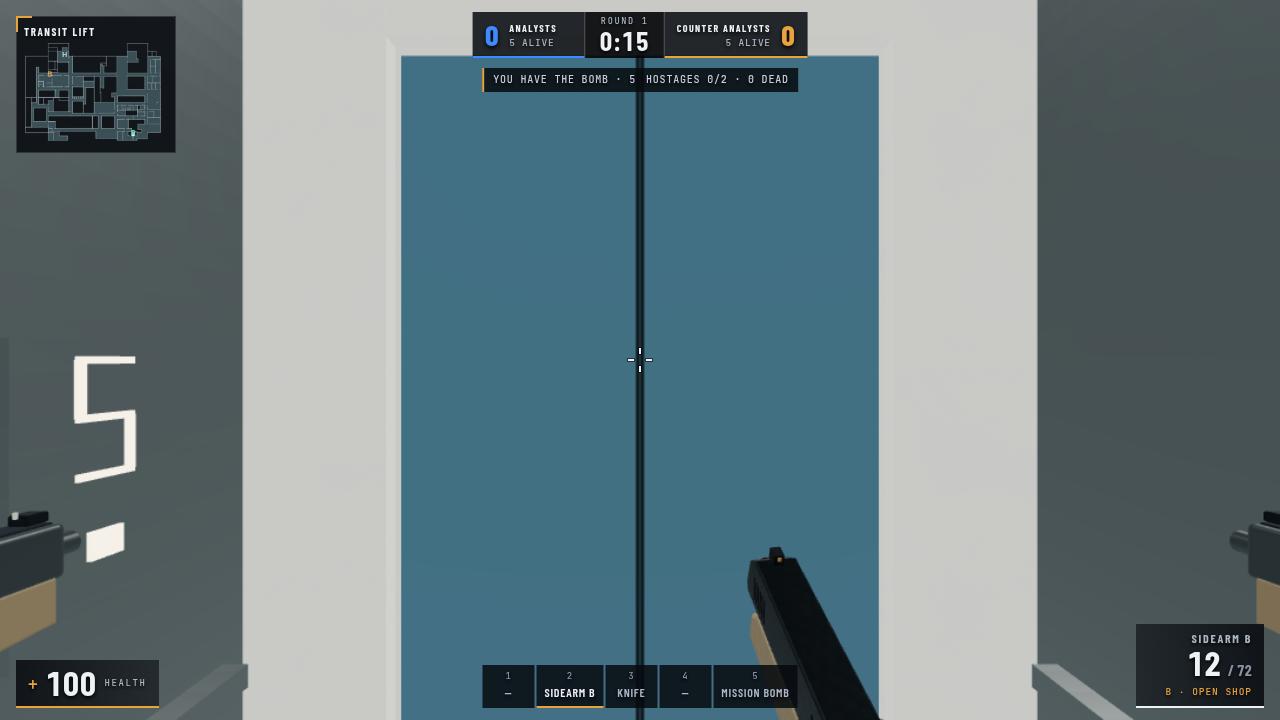 TRANSIT LIFT
H
B
0
ANALYSTS
5 ALIVE
ROUND 1
0:15
COUNTER ANALYSTS
5 ALIVE
0
YOU HAVE THE BOMB · 5 HOSTAGES 0/2 · 0 DEAD
5
+ 100 HEALTH
1
–
2
SIDEARM B
3
KNIFE
4
–
5
MISSION BOMB
SIDEARM B
12 / 72
B · OPEN SHOP